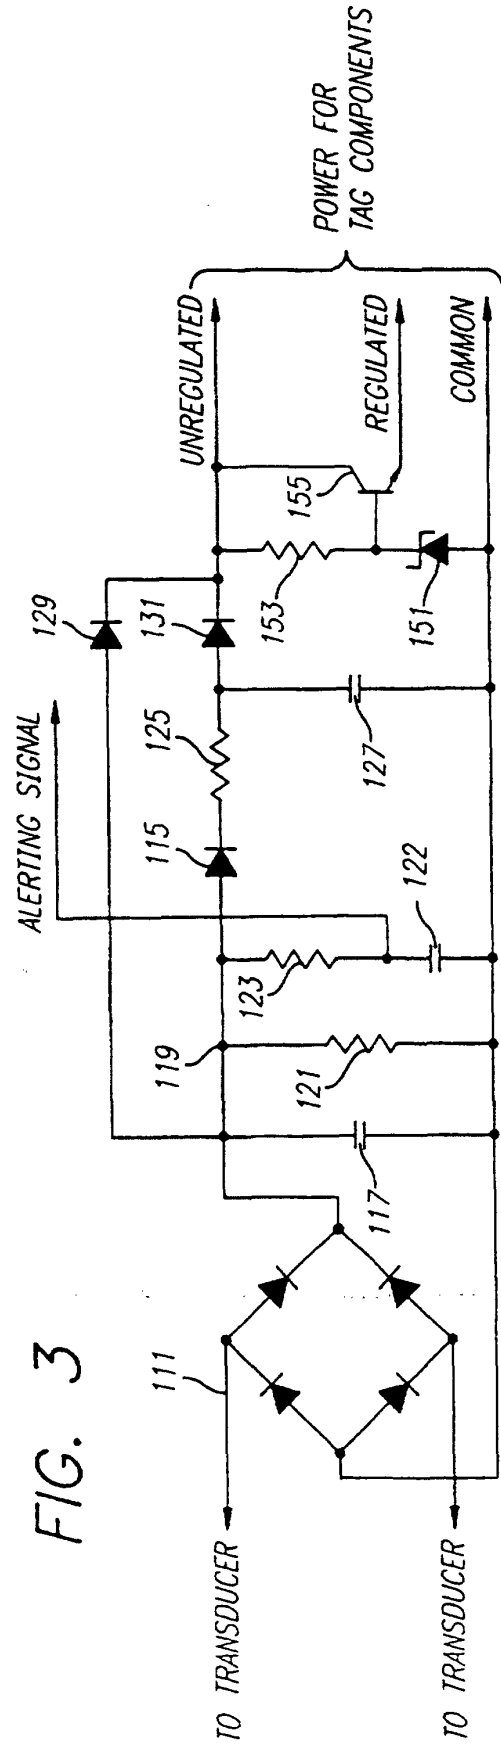 FIG. 3
TO TRANSDUCER
TO TRANSDUCER
111
117
119
121
123
122
ALERTING SIGNAL
115
125
127
129
131
153
151
155
UNREGULATED
REGULATED
COMMON
POWER FOR
TAG COMPONENTS